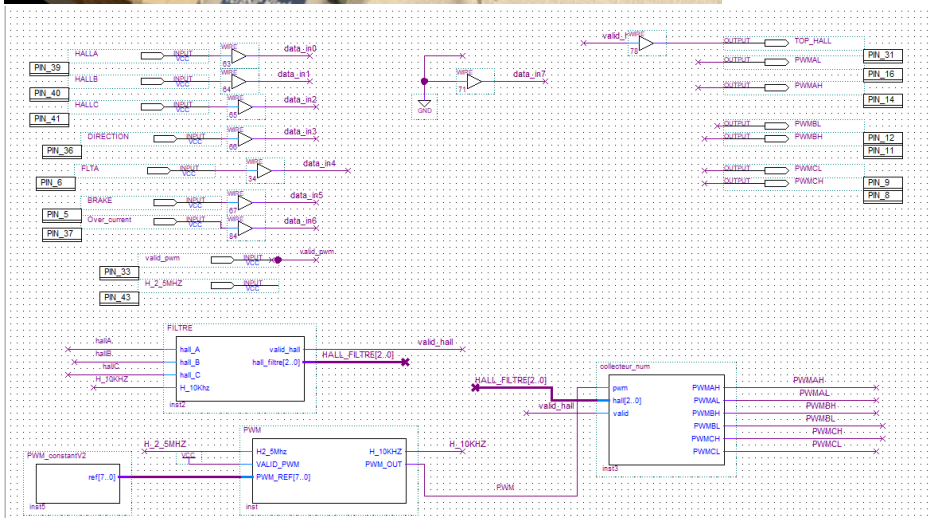 HALLA INPUT VCC WIRE 63 data_in0
PIN_39
HALLB INPUT VCC WIRE 64 data_in1
PIN_40
HALLC INPUT VCC WIRE 65 data_in2
PIN_41
DIRECTION INPUT VCC WIRE 66 data_in3
PIN_36
FLTA INPUT VCC WIRE 34 data_in4
PIN_6
BRAKE INPUT VCC WIRE 67 data_in5
PIN_5
Over_current INPUT VCC WIRE 84 data_in6
PIN_37
valid_pwm INPUT VCC valid_pwm
PIN_33
H_2_5MHZ INPUT VCC
PIN_43
WIRE 71 data_in7
GND
WIRE 78 OUTPUT TOP_HALL
PIN_31
PWMAL
PIN_16
OUTPUT PWMAH
PIN_14
OUTPUT PWMBL
PIN_12
OUTPUT PWMBH
PIN_11
OUTPUT PWMCL
PIN_9
OUTPUT PWMCH
PIN_8
FILTRE
hallA hall_A valid_hall valid_hall
hallB hall_B hall_filtre[2..0] HALL_FILTRE[2..0]
hallC hall_C
H_10KHZ H_10Khz
inst2
collecteur_num
HALL_FILTRE[2..0] pwm PWMAH PWMAH
hall[2..0] PWMAL PWMAL
valid_hall valid PWMBH PWMBH
PWMBL PWMBL
PWMCH PWMCH
PWMCL PWMCL
inst3
PWM
H_2_5MHZ H2_5Mhz H_10KHZ H_10KHZ
VCC VALID_PWM PWM_OUT
PWM_REF[7..0]
PWM
inst
PWM_constantV2
ref[7..0]
inst5